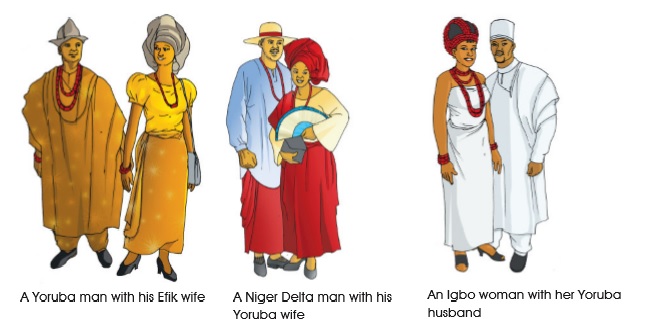 A Yoruba man with his Efik wife
A Niger Delta man with his
Yoruba wife
An Igbo woman with her Yoruba
husband